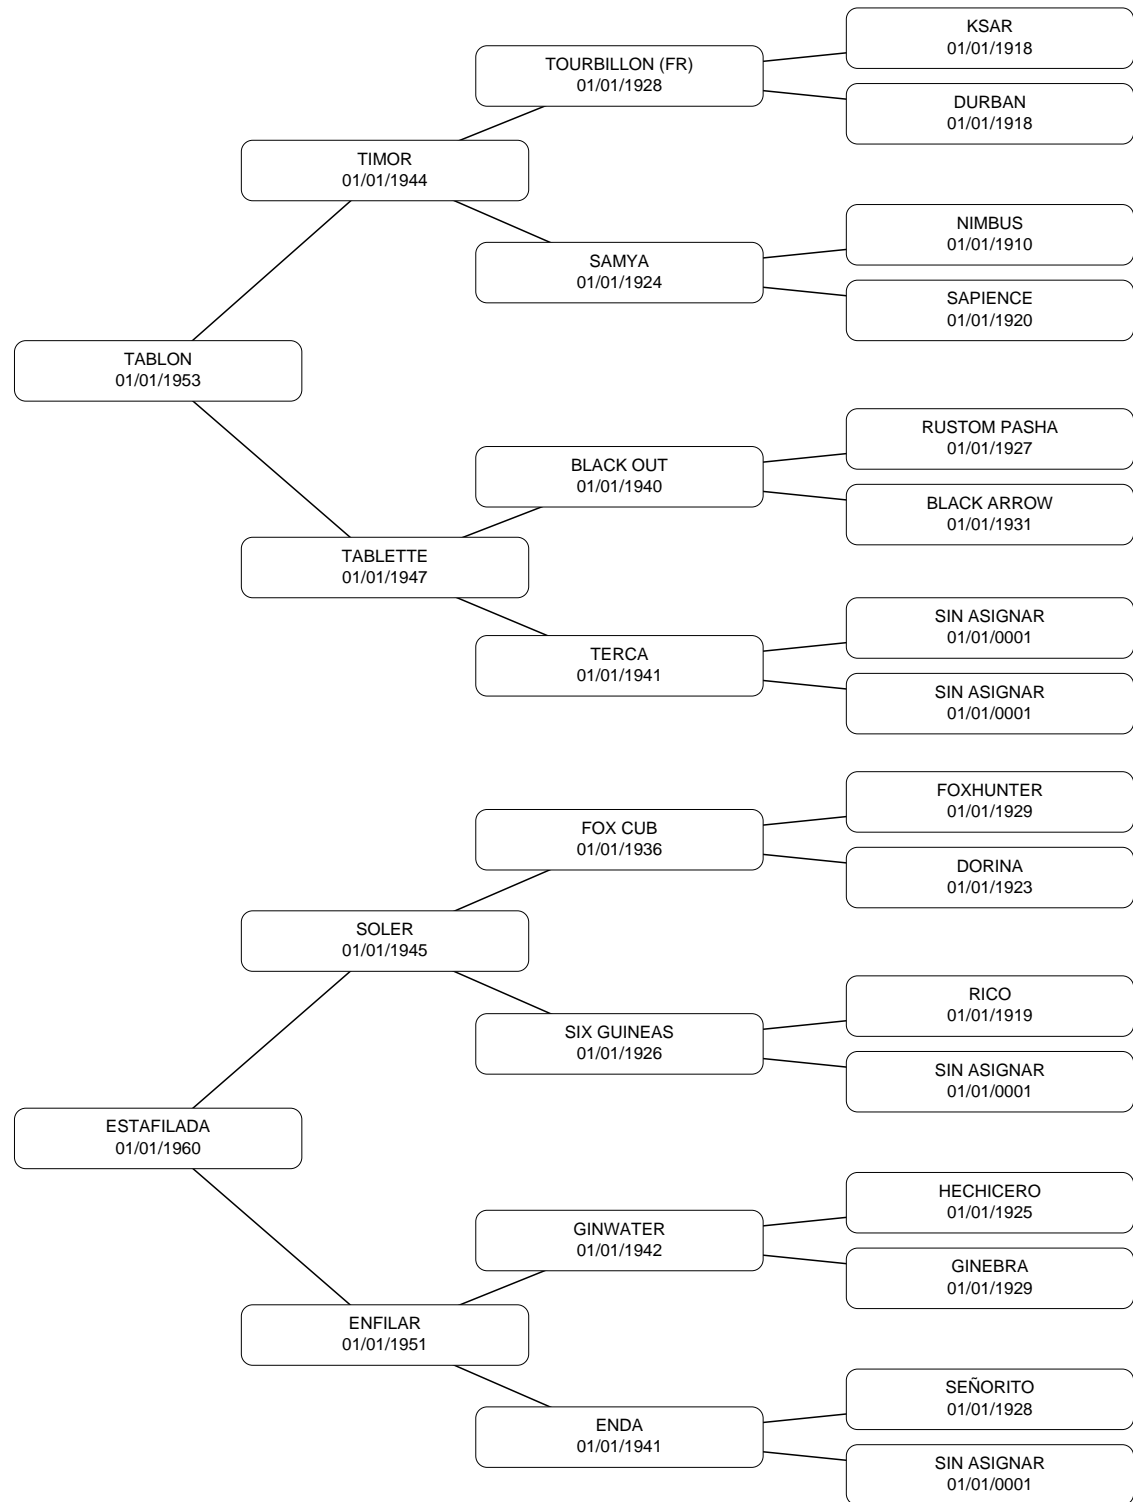 KSAR
01/01/1918
TOURBILLON (FR)
01/01/1928
DURBAN
01/01/1918
TIMOR
01/01/1944
NIMBUS
01/01/1910
SAMYA
01/01/1924
SAPIENCE
01/01/1920
TABLON
01/01/1953
RUSTOM PASHA
01/01/1927
BLACK OUT
01/01/1940
BLACK ARROW
01/01/1931
TABLETTE
01/01/1947
SIN ASIGNAR
01/01/0001
TERCA
01/01/1941
SIN ASIGNAR
01/01/0001
FOXHUNTER
01/01/1929
FOX CUB
01/01/1936
DORINA
01/01/1923
SOLER
01/01/1945
RICO
01/01/1919
SIX GUINEAS
01/01/1926
SIN ASIGNAR
01/01/0001
ESTAFILADA
01/01/1960
HECHICERO
01/01/1925
GINWATER
01/01/1942
GINEBRA
01/01/1929
ENFILAR
01/01/1951
SEÑORITO
01/01/1928
ENDA
01/01/1941
SIN ASIGNAR
01/01/0001